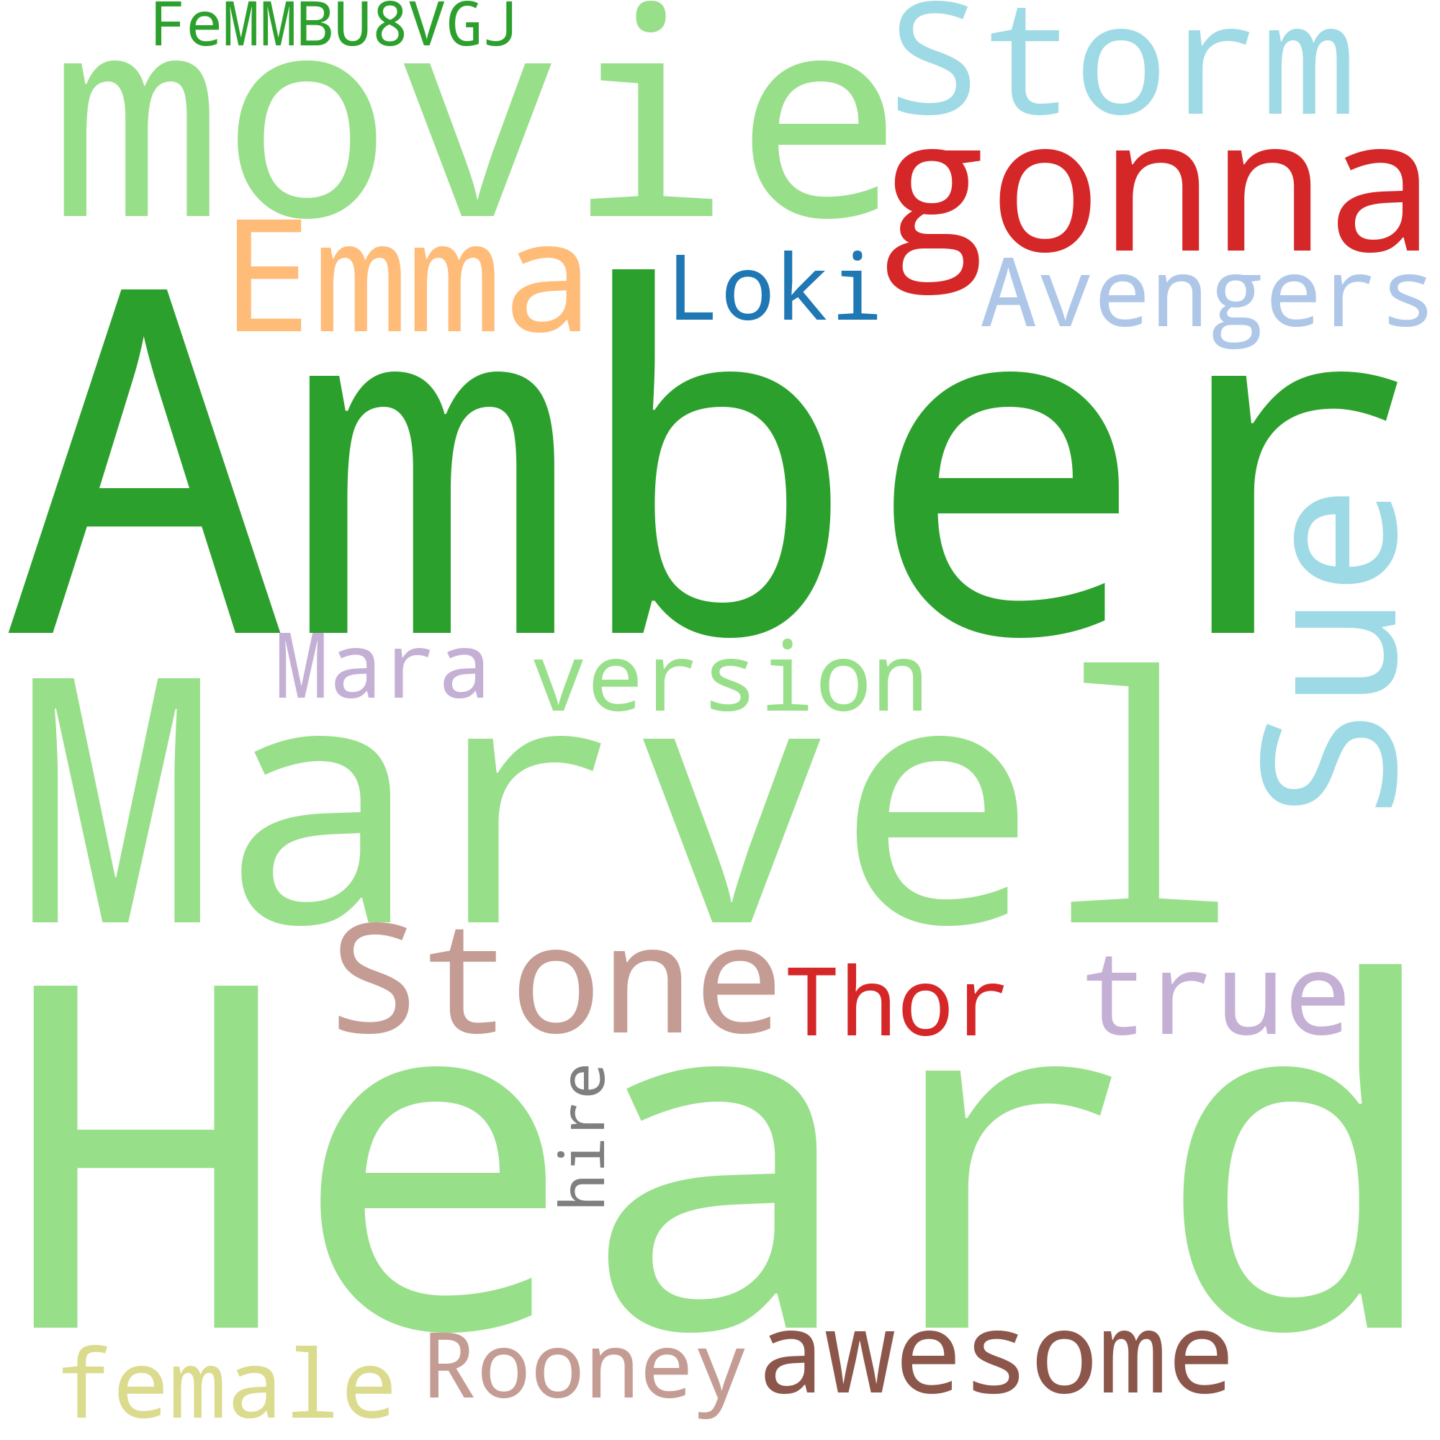 FeMMBU8VGJ
movie
Storm
gonna
Emma
Loki
Avengers
Amber
Sue
Mara
version
Marvel
Stone
Thor
true
Heard
hire
female
Rooney
awesome